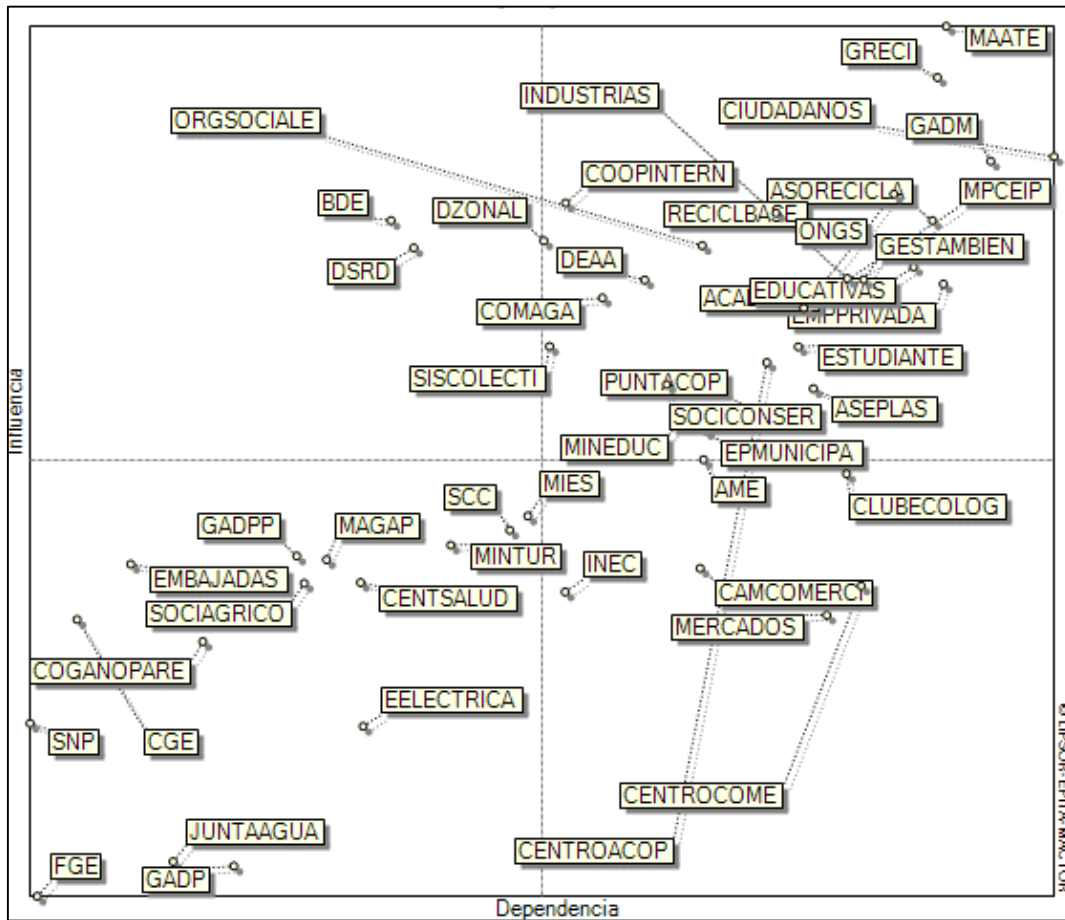 MAATE
GRECI
INDUSTRIAS
CIUDADANOS
ORGSOCIALE
GADM
COOPINTERN
ASORECICLA
MPCEIP
BDE
DZONAL
RECICLBASE
ONGS
GESTAMBIEN
DSRD
DEAA
EDUCATIVAS
COMAGA
EMPPRIVADA
ESTUDIANTE
SISCOLECTI
PUNTACOP
ASEPLAS
SOCICONSER
Influencia
MINEDUC
EPMUNICIPA
MIES
AME
SCC
CLUBECOLOG
GADPP
MAGAP
MINTUR
INEC
EMBAJADAS
CENTSALUD
CAMCOMERCI
SOCIAGRICO
MERCADOS
COGANOPARE
EELECTRICA
SNP
CGE
CENTROCOME
JUNTAAGUA
CENTROACOP
FGE
GADP
Dependencia